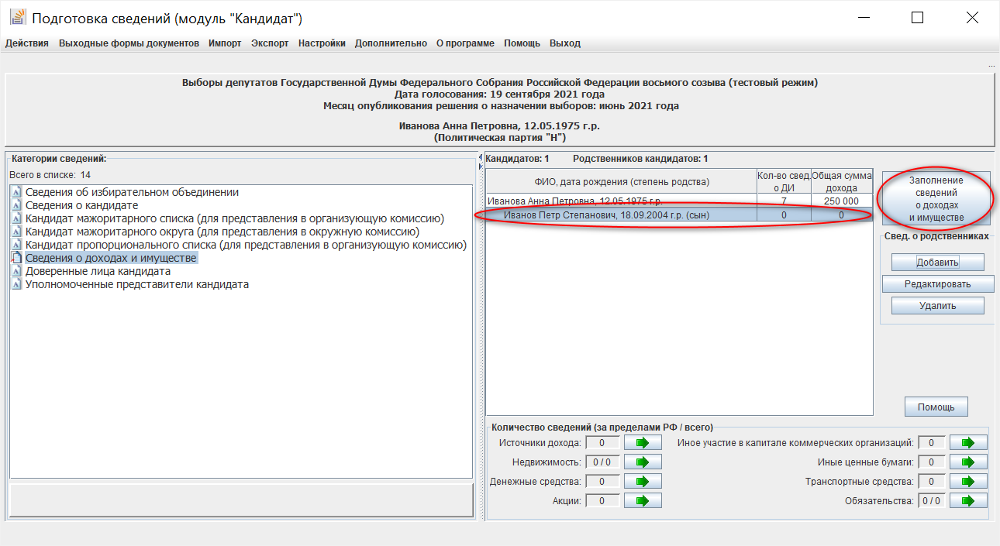 Подготовка сведений (модуль "Кандидат")
Действия Выходные формы документов Импорт Экспорт Настройки Дополнительно О программе Помощь Выход
...
Выборы депутатов Государственной Думы Федерального Собрания Российской Федерации восьмого созыва (тестовый режим)
Дата голосования: 19 сентября 2021 года
Месяц опубликования решения о назначении выборов: июнь 2021 года
Иванова Анна Петровна, 12.05.1975 г.р.
(Политическая партия "Н")
Категории сведений:
Всего в списке: 14
Сведения об избирательном объединении
Сведения о кандидате
Кандидат мажоритарного списка (для представления в организующую комиссию)
Кандидат мажоритарного округа (для представления в окружную комиссию)
Кандидат пропорционального списка (для представления в организующую комиссию)
Сведения о доходах и имуществе
Доверенные лица кандидата
Уполномоченные представители кандидата
Кандидатов: 1 Родственников кандидатов: 1
ФИО, дата рождения (степень родства)
Кол-во свед.
о ДИ
Общая сумма
дохода
Иванова Анна Петровна, 12.05.1975 г.р. 7 250 000
Иванов Петр Степанович, 18.09.2004 г.р. (сын) 0 0
Заполнение
сведений
о доходах
и имуществе
Свед. о родственниках
Добавить
Редактировать
Удалить
Помощь
Количество сведений (за пределами РФ / всего)
Источники дохода: 0 Иное участие в капитале коммерческих организаций: 0
Недвижимость: 0 / 0 Иные ценные бумаги: 0
Денежные средства: 0 Транспортные средства: 0
Акции: 0 Обязательства: 0 / 0